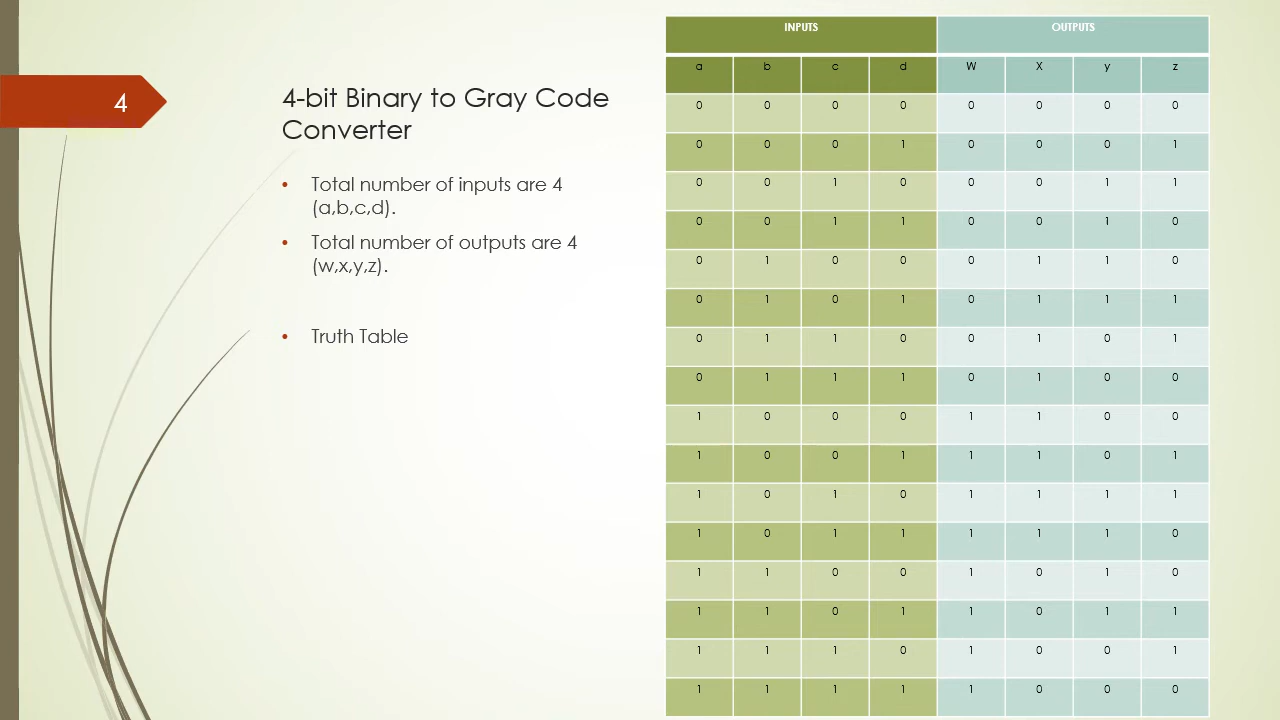 4
4-bit Binary to Gray Code
Converter
• Total number of inputs are 4
(a,b,c,d).
• Total number of outputs are 4
(w,x,y,z).
• Truth Table
INPUTS OUTPUTS
a b c d W X y z
0 0 0 0 0 0 0 0
0 0 0 1 0 0 0 1
0 0 1 0 0 0 1 1
0 0 1 1 0 0 1 0
0 1 0 0 0 1 1 0
0 1 0 1 0 1 1 1
0 1 1 0 0 1 0 1
0 1 1 1 0 1 0 0
1 0 0 0 1 1 0 0
1 0 0 1 1 1 0 1
1 0 1 0 1 1 1 1
1 0 1 1 1 1 1 0
1 1 0 0 1 0 1 0
1 1 0 1 1 0 1 1
1 1 1 0 1 0 0 1
1 1 1 1 1 0 0 0